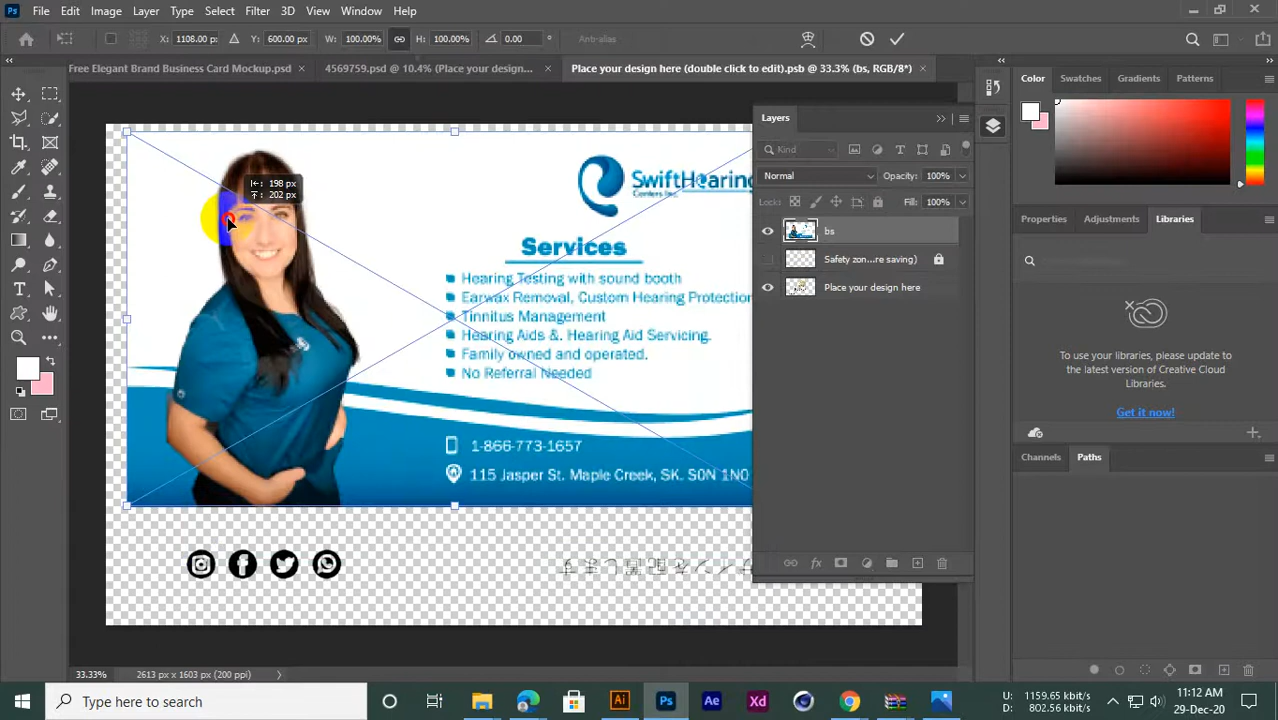 Ps File Edit Image Layer Type Select Filter 3D View Window Help
X: 1108.00 px Y: 600.00 px W: 100.00% H: 100.00% 0.00 ° Anti-alias
Free Elegant Brand Business Card Mockup.psd × 4569759.psd @ 10.4% (Place your design... × Place your design here (double click to edit).psb @ 33.3% (bs, RGB/8*) ×
Color Swatches Gradients Patterns
Layers
Kind
Normal Opacity: 100%
Lock: Fill: 100%
bs
Safety zon...re saving)
Place your design here
198 px
202 px
SwiftHearing
Centers Inc.
Services
Hearing Testing with sound booth
Earwax Removal, Custom Hearing Protection
Tinnitus Management
Hearing Aids &. Hearing Aid Servicing.
Family owned and operated.
No Referral Needed
1-866-773-1657
115 Jasper St. Maple Creek, SK. S0N 1N0
Properties Adjustments Libraries
To use your libraries, please update to
the latest version of Creative Cloud
Libraries.
Get it now!
Channels Paths
33.33% 2613 px x 1603 px (200 ppi)
Type here to search
Ai Ps Ae Xd
U: 1159.65 kbit/s
D: 802.56 kbit/s
11:12 AM
29-Dec-20